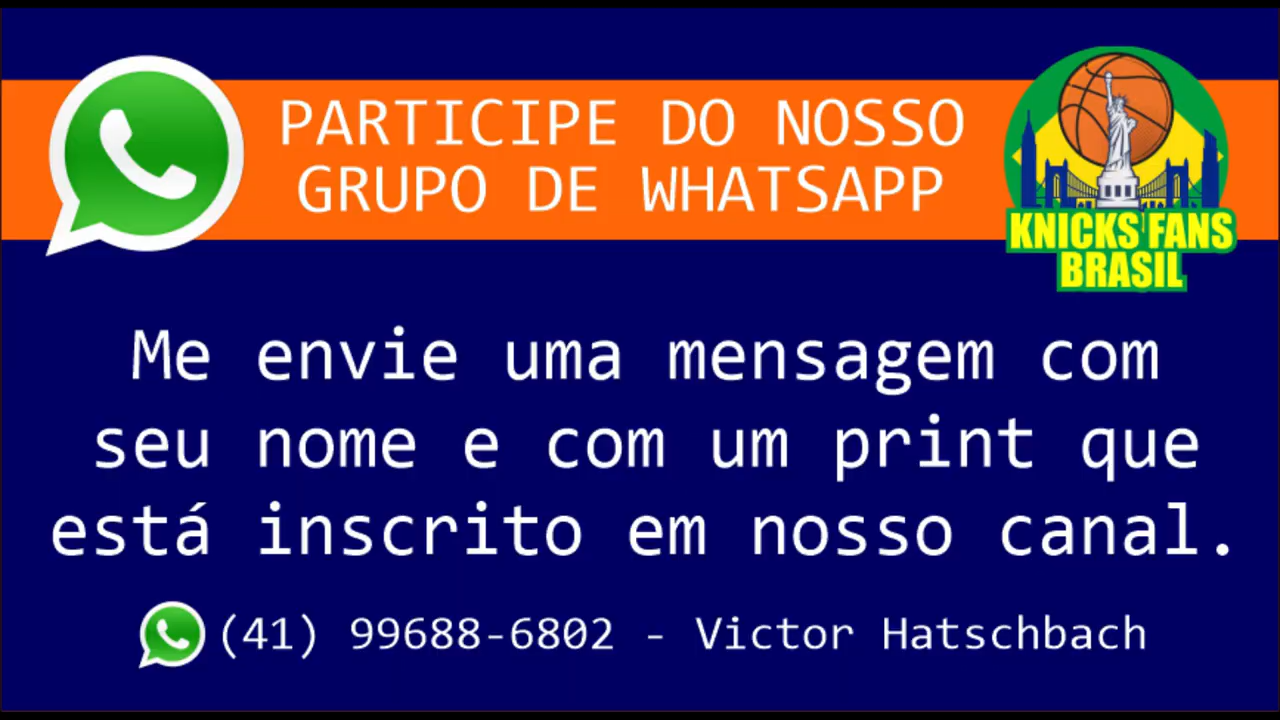 PARTICIPE DO NOSSO
GRUPO DE WHATSAPP
KNICKS FANS
BRASIL
Me envie uma mensagem com
seu nome e com um print que
está inscrito em nosso canal.
(41) 99688-6802 - Victor Hatschbach